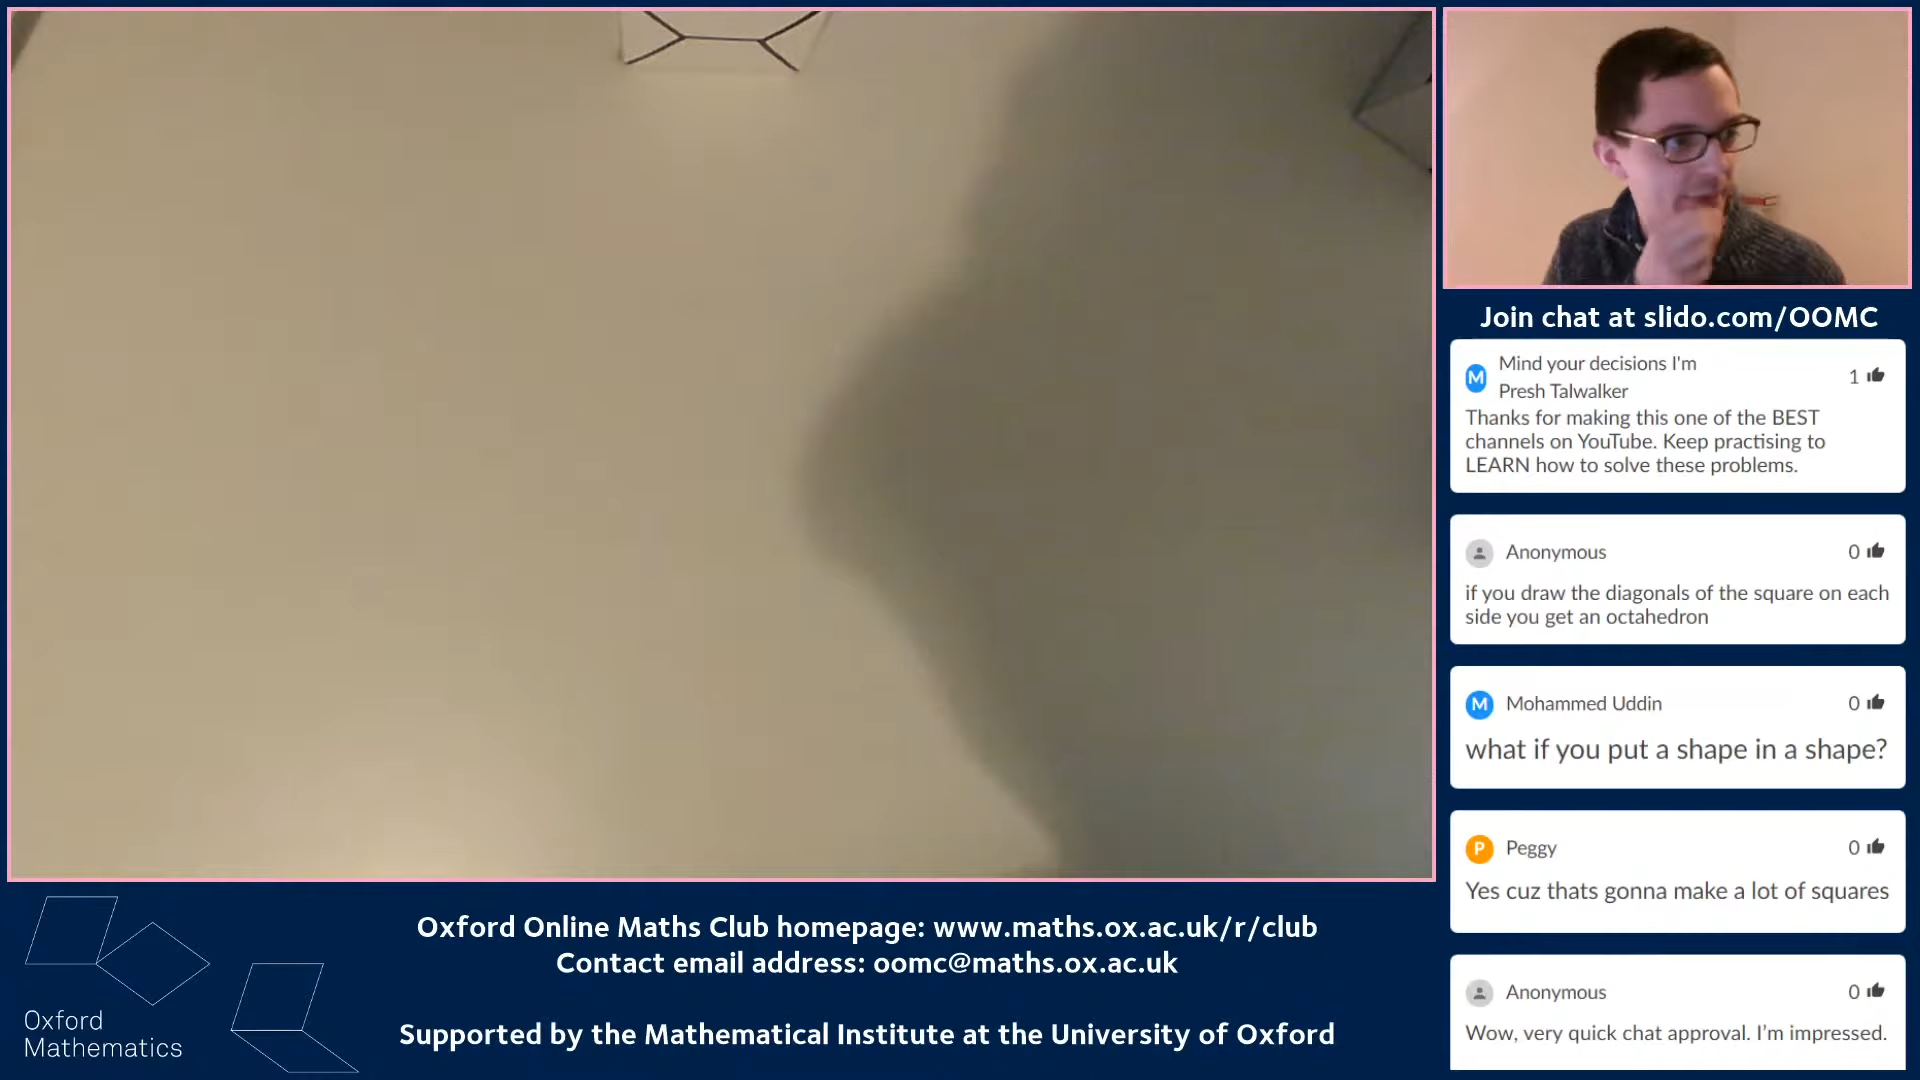 Join chat at slido.com/OOMC
M
Mind your decisions I'm
Presh Talwalker
1
Thanks for making this one of the BEST
channels on YouTube. Keep practising to
LEARN how to solve these problems.
Anonymous
0
if you draw the diagonals of the square on each
side you get an octahedron
M
Mohammed Uddin
0
what if you put a shape in a shape?
P
Peggy
0
Yes cuz thats gonna make a lot of squares
Anonymous
0
Wow, very quick chat approval. I'm impressed.
Oxford Online Maths Club homepage: www.maths.ox.ac.uk/r/club
Contact email address: oomc@maths.ox.ac.uk
Supported by the Mathematical Institute at the University of Oxford
Oxford
Mathematics